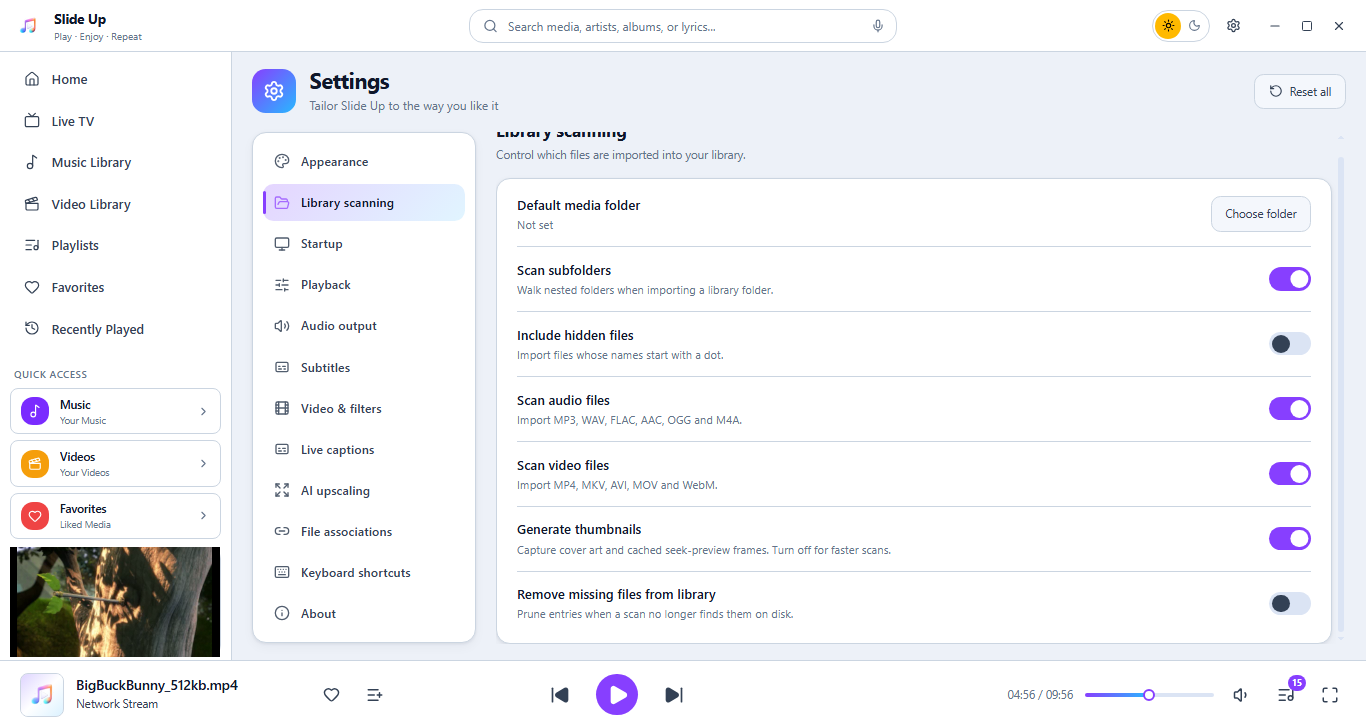 Slide Up
Play · Enjoy · Repeat
Search media, artists, albums, or lyrics...
Home
Live TV
Music Library
Video Library
Playlists
Favorites
Recently Played
QUICK ACCESS
Music
Your Music
Videos
Your Videos
Favorites
Liked Media
Settings
Tailor Slide Up to the way you like it
Reset all
Appearance
Library scanning
Startup
Playback
Audio output
Subtitles
Video & filters
Live captions
AI upscaling
File associations
Keyboard shortcuts
About
Library scanning
Control which files are imported into your library.
Default media folder
Not set
Choose folder
Scan subfolders
Walk nested folders when importing a library folder.
Include hidden files
Import files whose names start with a dot.
Scan audio files
Import MP3, WAV, FLAC, AAC, OGG and M4A.
Scan video files
Import MP4, MKV, AVI, MOV and WebM.
Generate thumbnails
Capture cover art and cached seek-preview frames. Turn off for faster scans.
Remove missing files from library
Prune entries when a scan no longer finds them on disk.
BigBuckBunny_512kb.mp4
Network Stream
04:56 / 09:56
15